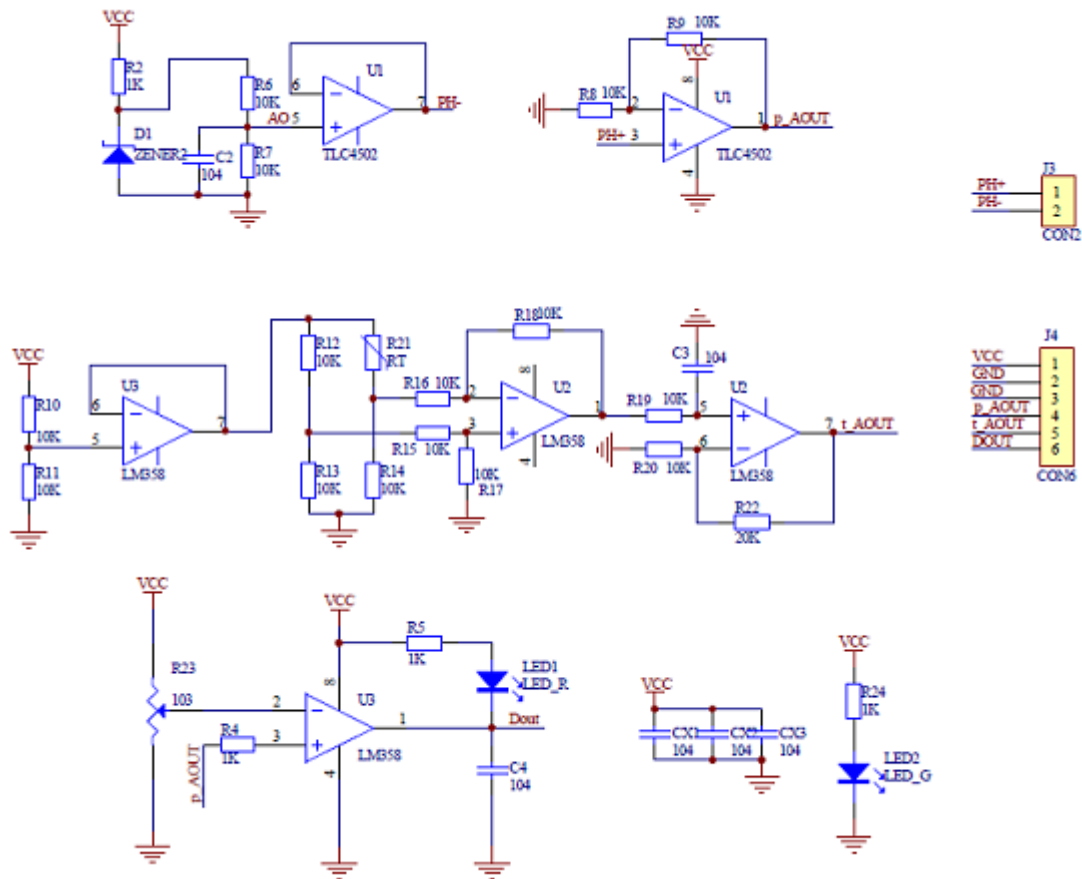 VCC
R2
1K
D1
ZENER2
C2
104
R6
10K
AO
R7
10K
5
6
7
U1
TLC4502
PH-
R9 10K
VCC
8
R8 10K
2
PH+ 3
U1
1
p_AOUT
TLC4502
4
J3
PH+ 1
PH- 2
CON2
VCC
R10
10K
R11
10K
U3
6
5
7
LM358
R12
10K
R21
RT
R13
10K
R14
10K
R16 10K
R15 10K
10K
R17
R18 10K
8
2
3
U2
1
LM358
4
C3 104
R19 10K
R20 10K
5
6
U2
7 t_AOUT
LM358
R22
20K
J4
VCC 1
GND 2
GND 3
p_AOUT 4
t_AOUT 5
DOUT 6
CON6
VCC
R23
103
p_AOUT
R4
1K
VCC
8
2
3
U3
1
LM358
4
R5
1K
LED1
LED_R
Dout
C4
104
VCC
CX1
104
104
CX3
104
VCC
R24
1K
LED2
LED_G